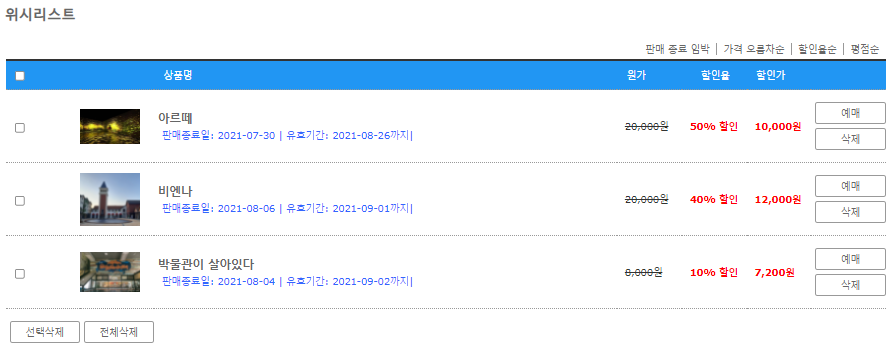 위시리스트
판매 종료 임박 | 가격 오름차순 | 할인율순 | 평점순
상품명 원가 할인율 할인가
아르떼
판매종료일: 2021-07-30 | 유효기간: 2021-08-26까지|
20,000원 50% 할인 10,000원
예매
삭제
비엔나
판매종료일: 2021-08-06 | 유효기간: 2021-09-01까지|
20,000원 40% 할인 12,000원
예매
삭제
박물관이 살아있다
판매종료일: 2021-08-04 | 유효기간: 2021-09-02까지|
8,000원 10% 할인 7,200원
예매
삭제
선택삭제 전체삭제